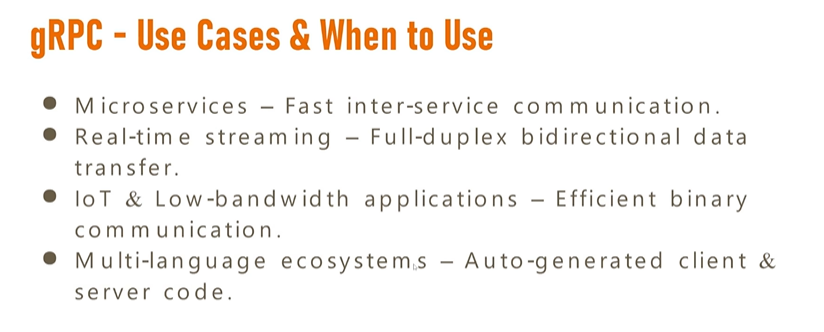 gRPC - Use Cases & When to Use
● Microservices – Fast inter-service communication.
● Real-time streaming – Full-duplex bidirectional data
transfer.
● IoT & Low-bandwidth applications – Efficient binary
communication.
● Multi-language ecosystems – Auto-generated client &
server code.